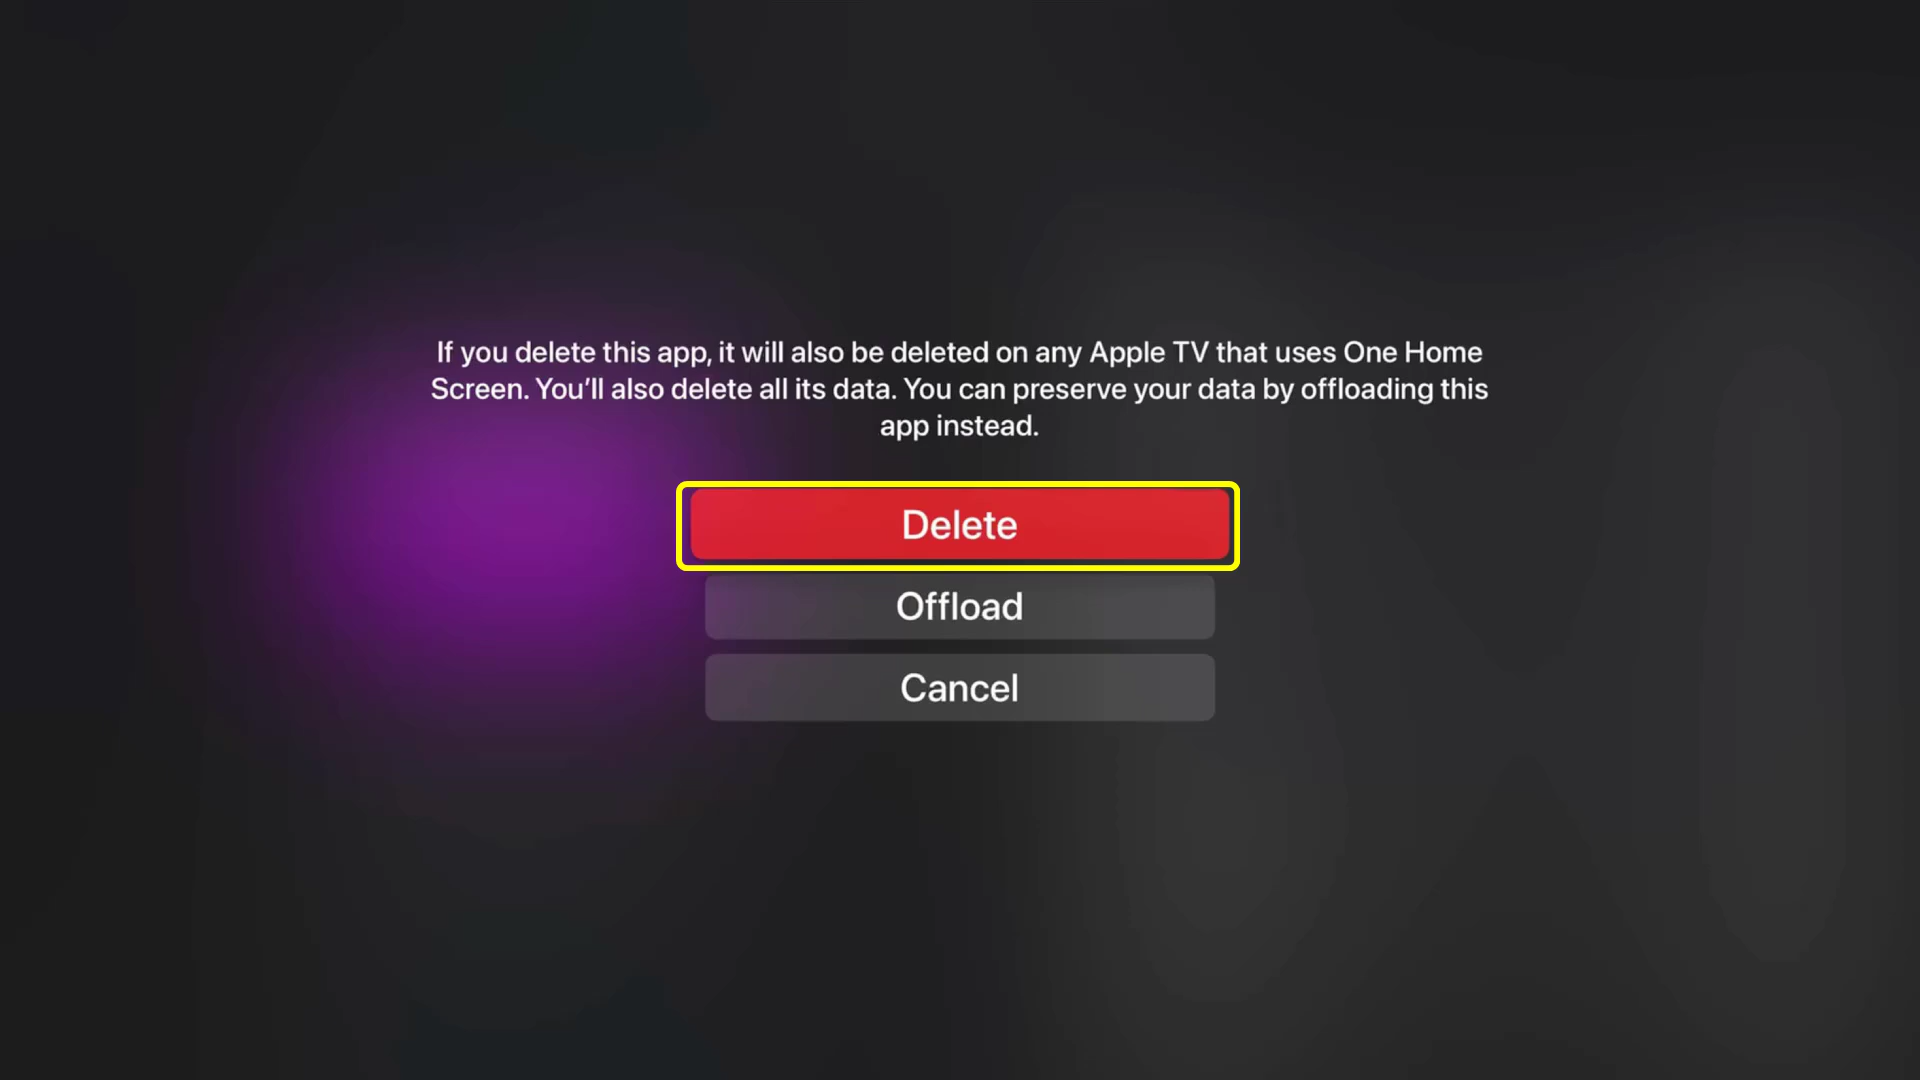 If you delete this app, it will also be deleted on any Apple TV that uses One Home
Screen. You’ll also delete all its data. You can preserve your data by offloading this
app instead.
Delete
Offload
Cancel